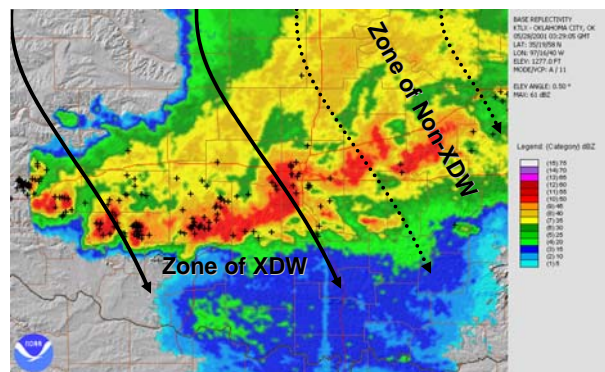 BASE REFLECTIVITY
KTLX - OKLAHOMA CITY, OK
05/28/2001 03:29:05 GMT
LAT: 35/19/58 N
LON: 97/16/40 W
ELEV: 1277.0 FT
MODE/VCP: A / 11
ELEV ANGLE: 0.50 °
MAX: 61 dBZ
Legend: (Category) dBZ
(15) 75
(14) 70
(13) 65
(12) 60
(11) 55
(10) 50
(9) 45
(8) 40
(7) 35
(6) 30
(5) 25
(4) 20
(3) 15
(2) 10
(1) 5
Zone of Non-XDW
Zone of XDW
NOAA